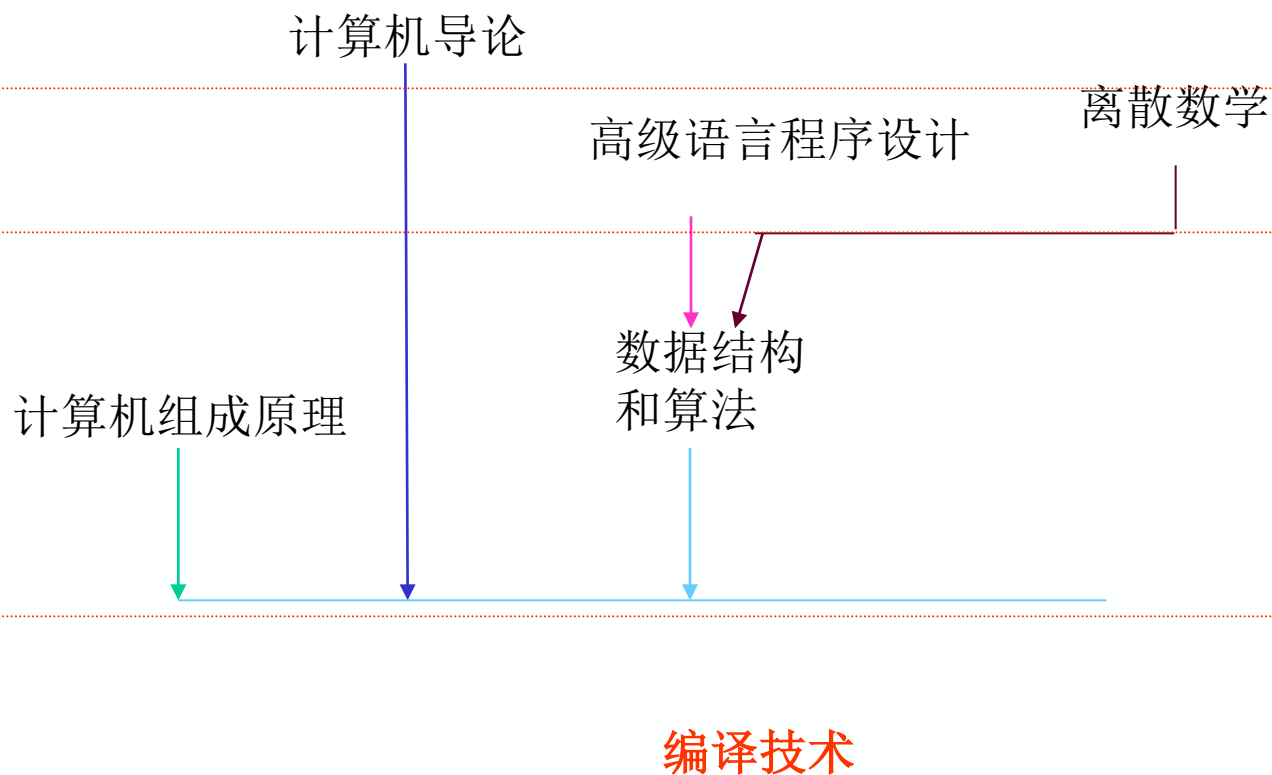 计算机导论
离散数学
高级语言程序设计
数据结构
和算法
计算机组成原理
编译技术